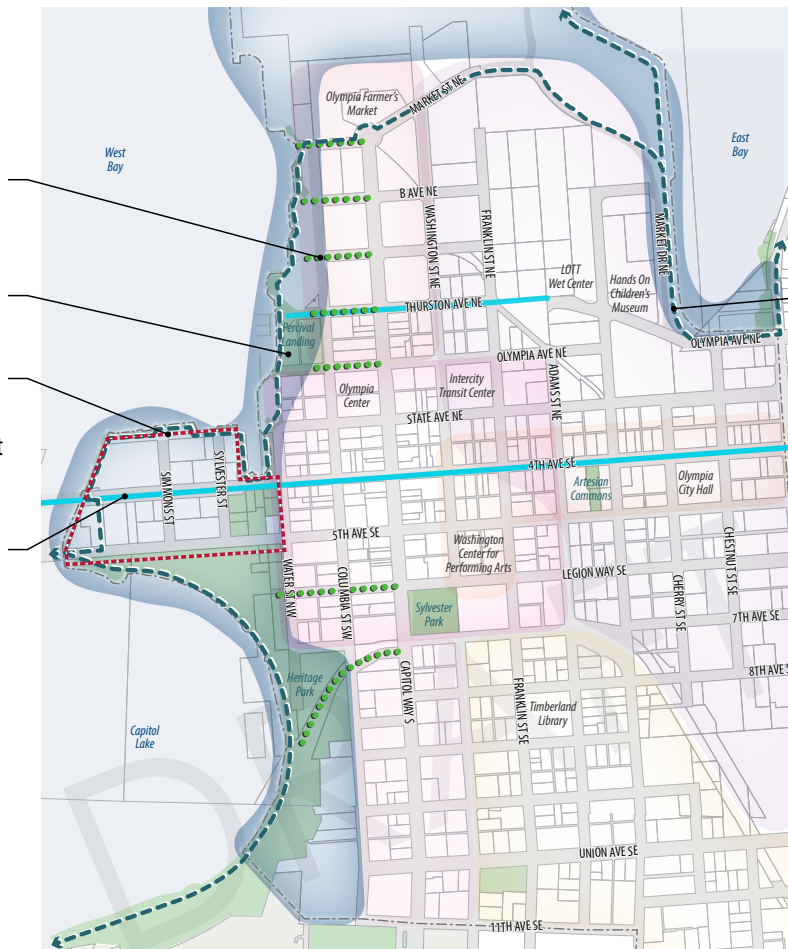 Olympia Farmer's
Market
MARKET ST NE
West
Bay
East
Bay
B AVE NE
WASHINGTON ST NE
FRANKLIN ST NE
MARKET DR NE
LOTT
Wet Center
Hands On
Children's
Museum
THURSTON AVE NE
Percival
Landing
OLYMPIA AVE NE
OLYMPIA AVE NE
Olympia
Center
Intercity
Transit Center
ADAMS ST NE
STATE AVE NE
t
SIMMONS ST
SYLVESTER ST
4TH AVE SE
Artesian
Commons
Olympia
City Hall
5TH AVE SE
Washington
Center for
Performing Arts
WATER ST NW
COLUMBIA ST SW
LEGION WAY SE
CHERRY ST SE
CHESTNUT ST SE
7TH AVE SE
Sylvester
Park
8TH AVE S
Heritage
Park
CAPITOL WAY S
FRANKLIN ST SE
Timberland
Library
Capitol
Lake
UNION AVE SE
11TH AVE SE